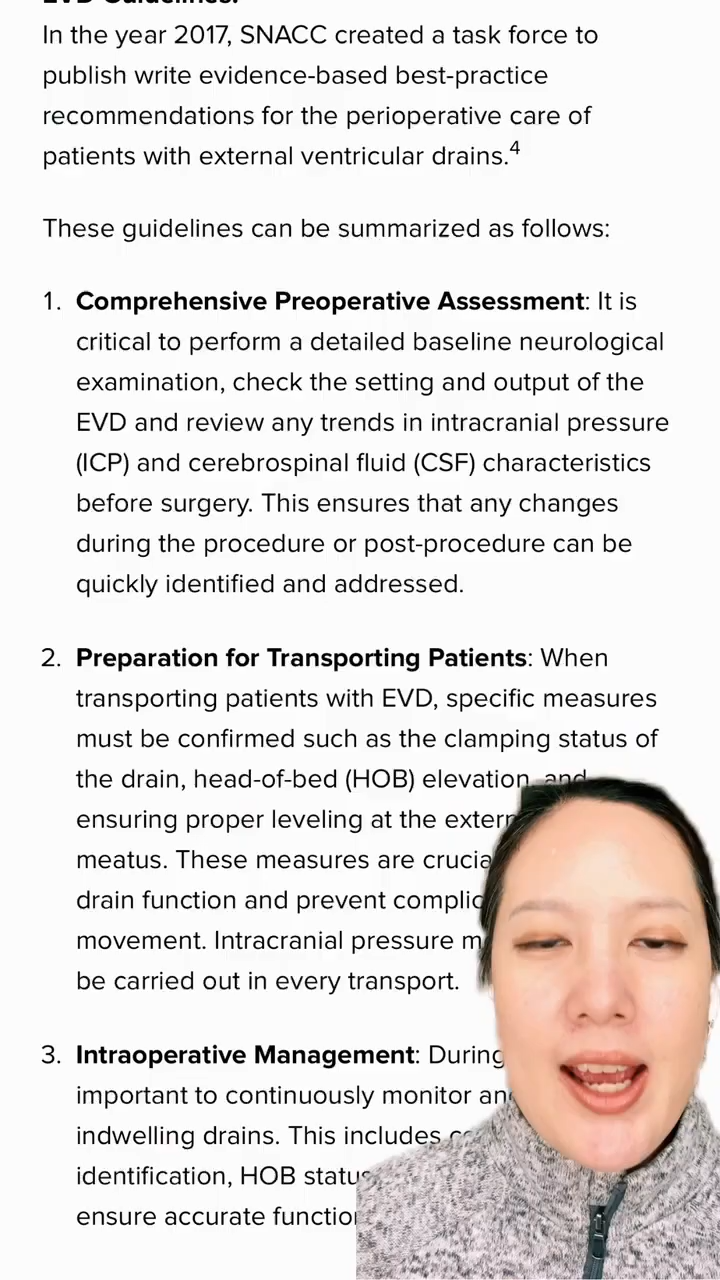 EVD Guidelines:
In the year 2017, SNACC created a task force to
publish write evidence-based best-practice
recommendations for the perioperative care of
patients with external ventricular drains.4
These guidelines can be summarized as follows:
1. Comprehensive Preoperative Assessment: It is
critical to perform a detailed baseline neurological
examination, check the setting and output of the
EVD and review any trends in intracranial pressure
(ICP) and cerebrospinal fluid (CSF) characteristics
before surgery. This ensures that any changes
during the procedure or post-procedure can be
quickly identified and addressed.
2. Preparation for Transporting Patients: When
transporting patients with EVD, specific measures
must be confirmed such as the clamping status of
the drain, head-of-bed (HOB) elevation, and
ensuring proper leveling at the
meatus. These measures are
drain function and prevent
movement. Intracranial pressure
be carried out in every transport.
3. Intraoperative Management: During
important to continuously monitor
indwelling drains. This includes
identification, HOB
ensure accurate